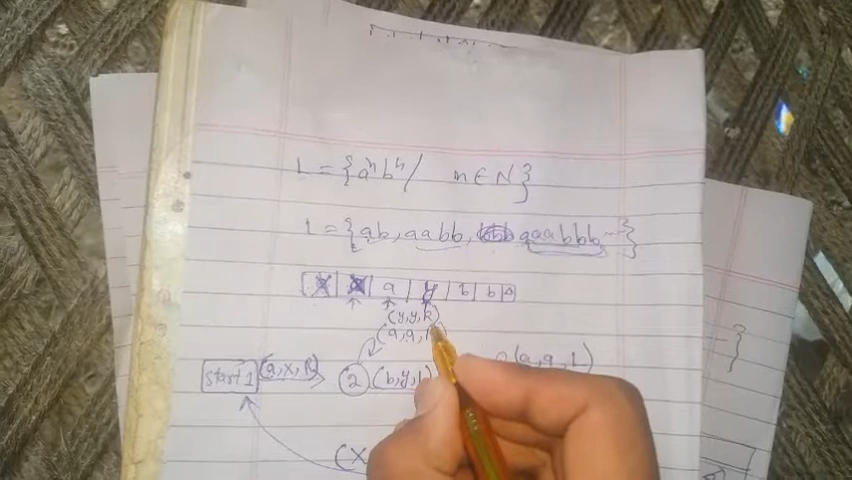 L = {aⁿbⁿ / n ∈ N}
L = {ab, aabb, aaabbb, ...}
a | y | b | b | Δ
(y,y,R)
(a,a,
start 1 (a,x,R) 2 (b,y,L) (a,a,L)
(x